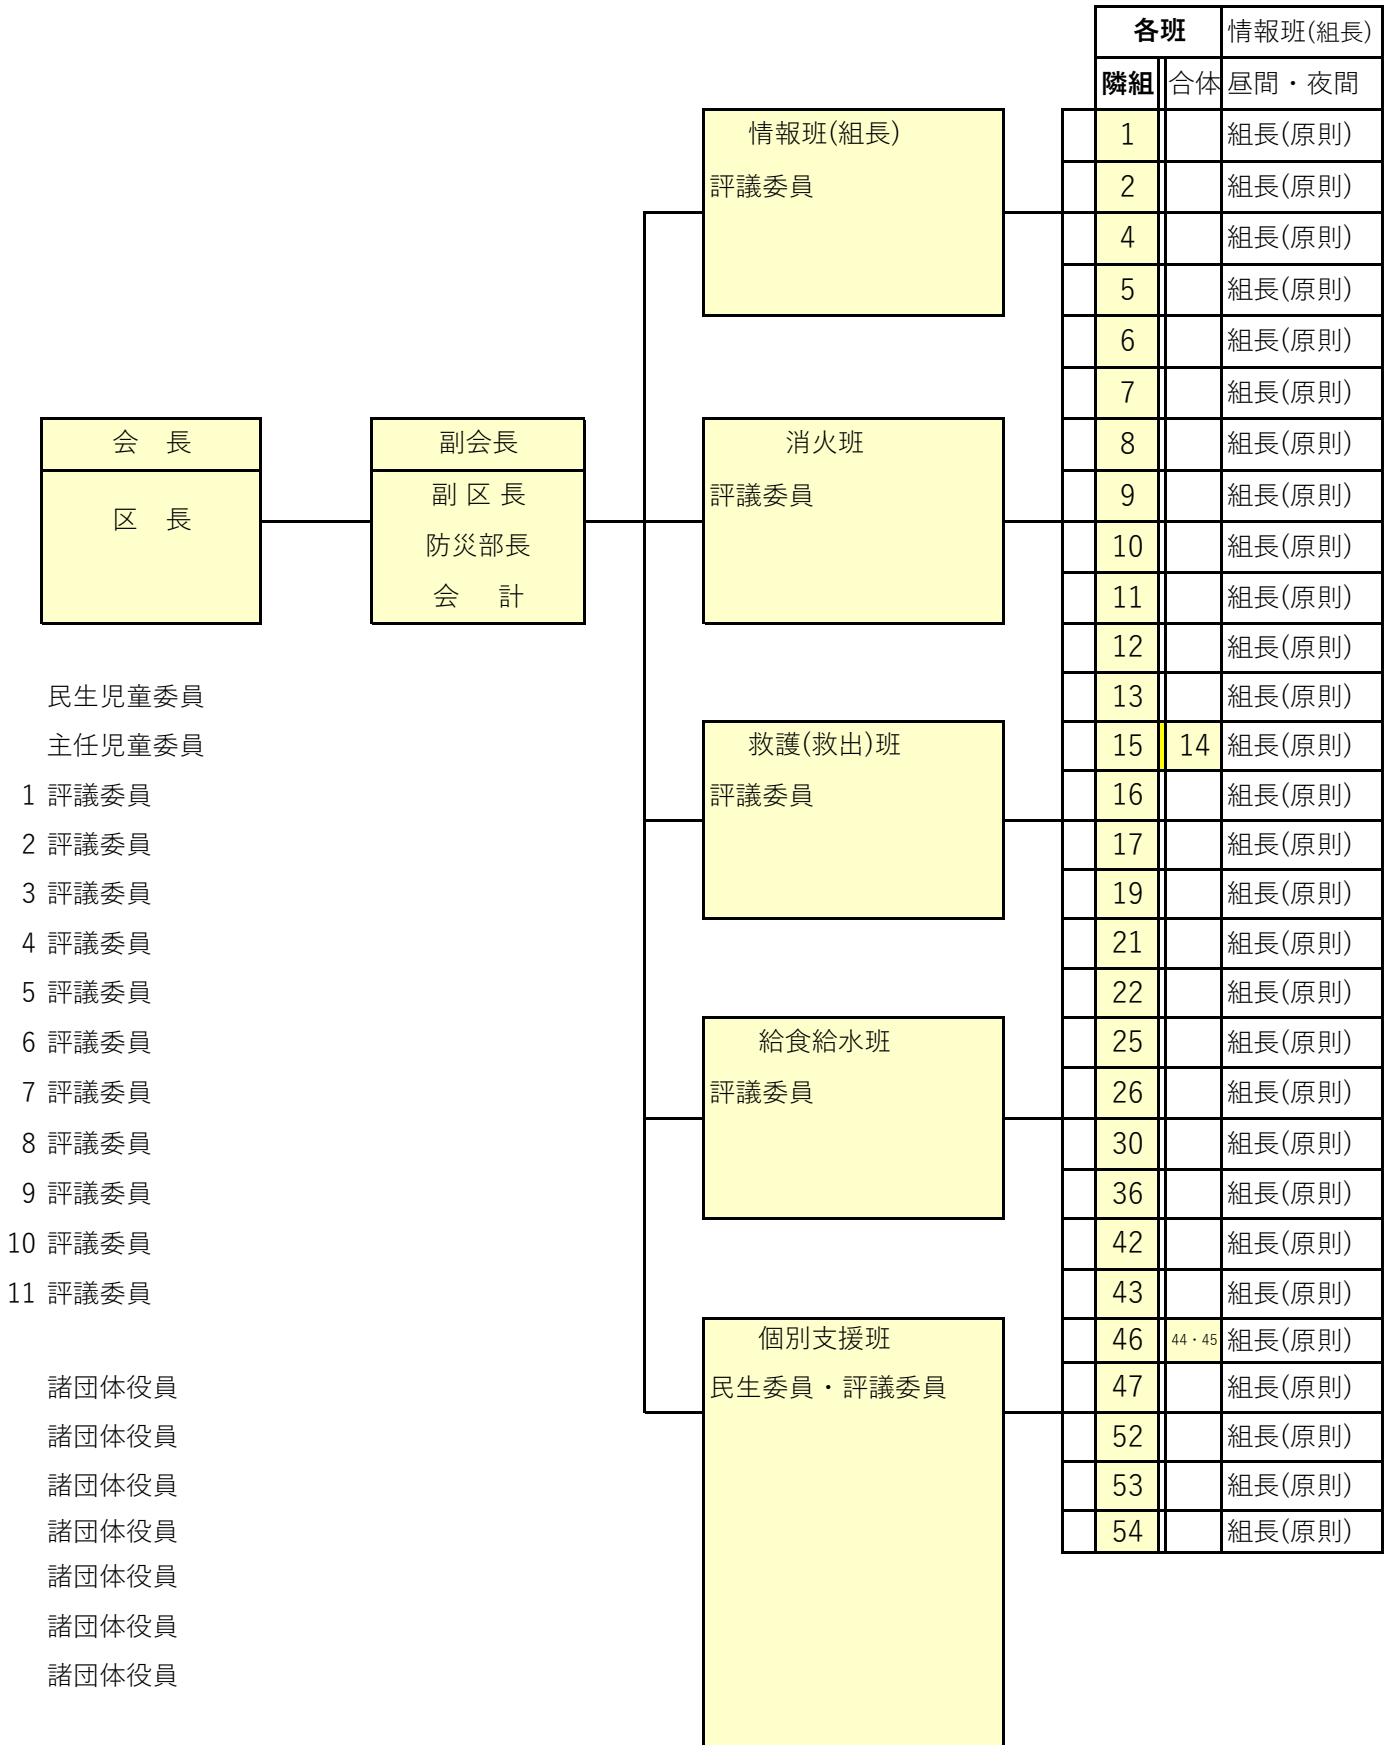 各班 情報班(組長)
隣組 合体 昼間・夜間
情報班(組長) 1 組長(原則)
評議委員 2 組長(原則)
4 組長(原則)
5 組長(原則)
6 組長(原則)
7 組長(原則)
会　長 副会長 消火班 8 組長(原則)
副 区 長 評議委員 9 組長(原則)
区　長
防災部長 10 組長(原則)
会　計 11 組長(原則)
12 組長(原則)
民生児童委員 13 組長(原則)
主任児童委員 救護(救出)班 15 14 組長(原則)
1 評議委員 評議委員 16 組長(原則)
2 評議委員 17 組長(原則)
3 評議委員 19 組長(原則)
4 評議委員 21 組長(原則)
5 評議委員 22 組長(原則)
6 評議委員 給食給水班 25 組長(原則)
7 評議委員 評議委員 26 組長(原則)
8 評議委員 30 組長(原則)
9 評議委員 36 組長(原則)
10 評議委員 42 組長(原則)
11 評議委員 43 組長(原則)
個別支援班 46 44・45 組長(原則)
諸団体役員 民生委員・評議委員 47 組長(原則)
諸団体役員 52 組長(原則)
諸団体役員 53 組長(原則)
諸団体役員 54 組長(原則)
諸団体役員
諸団体役員
諸団体役員